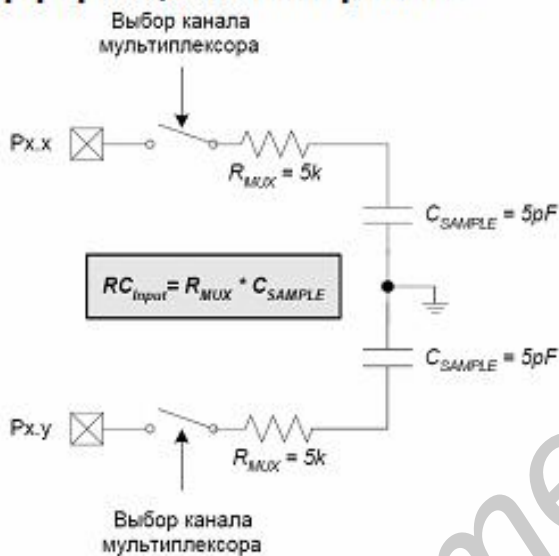 Выбор канала
мультиплексора
Px.x
R_MUX = 5k
C_SAMPLE = 5pF
RC_Input = R_MUX * C_SAMPLE
C_SAMPLE = 5pF
Px.y
R_MUX = 5k
Выбор канала
мультиплексора